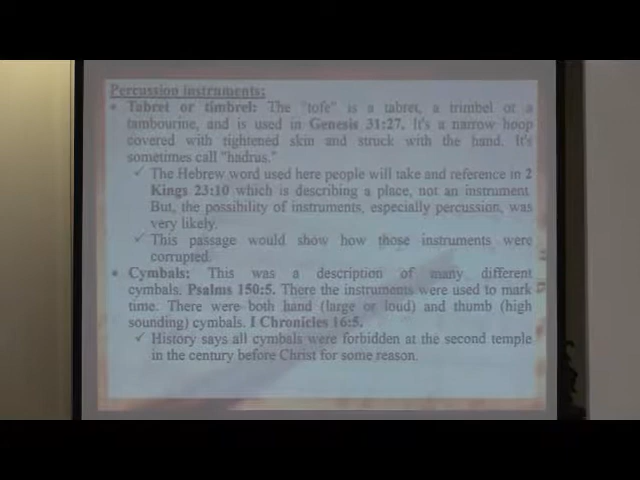 Percussion instruments:
• Tabret or timbrel: The "tofe" is a tabret, a trimbel or a
tambourine, and is used in Genesis 31:27. It's a narrow hoop
covered with tightened skin and struck with the hand. It's
sometimes call "hadrus."
✓ The Hebrew word used here people will take and reference in 2
Kings 23:10 which is describing a place, not an instrument.
But, the possibility of instruments, especially percussion, was
very likely.
✓ This passage would show how those instruments were
corrupted.
• Cymbals: This was a description of many different
cymbals. Psalms 150:5. There the instruments were used to mark
time. There were both hand (large or loud) and thumb (high
sounding) cymbals. I Chronicles 16:5.
✓ History says all cymbals were forbidden at the second temple
in the century before Christ for some reason.